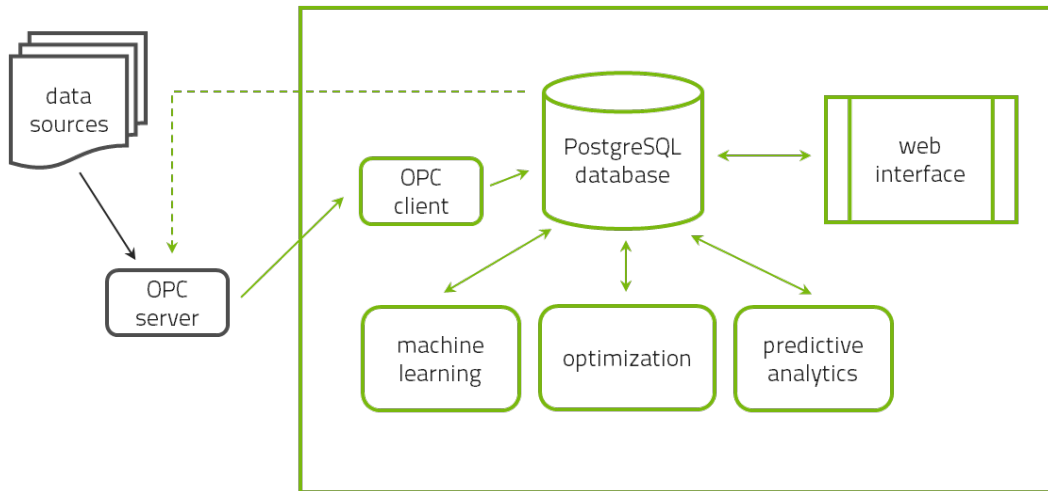 data
sources
OPC
server
OPC
client
PostgreSQL
database
web
interface
machine
learning
optimization
predictive
analytics